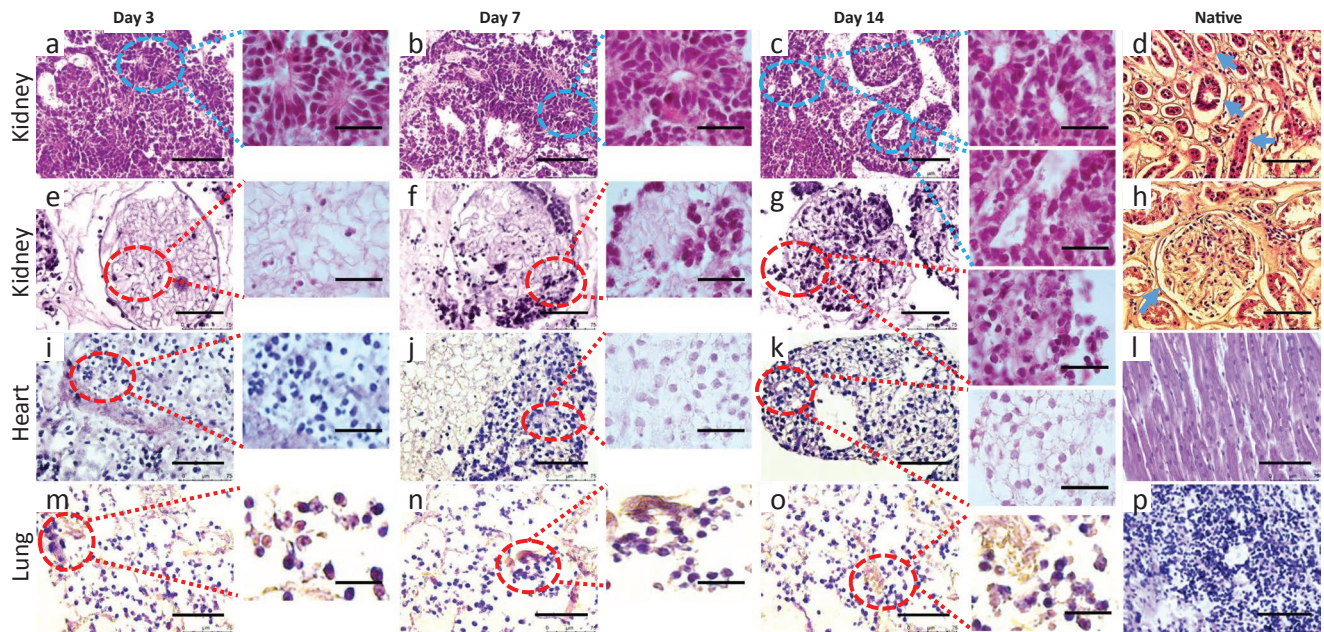 Day 3 Day 7 Day 14 Native
Kidney a b c d
Kidney e f g h
Heart i j k l
Lung m n o p